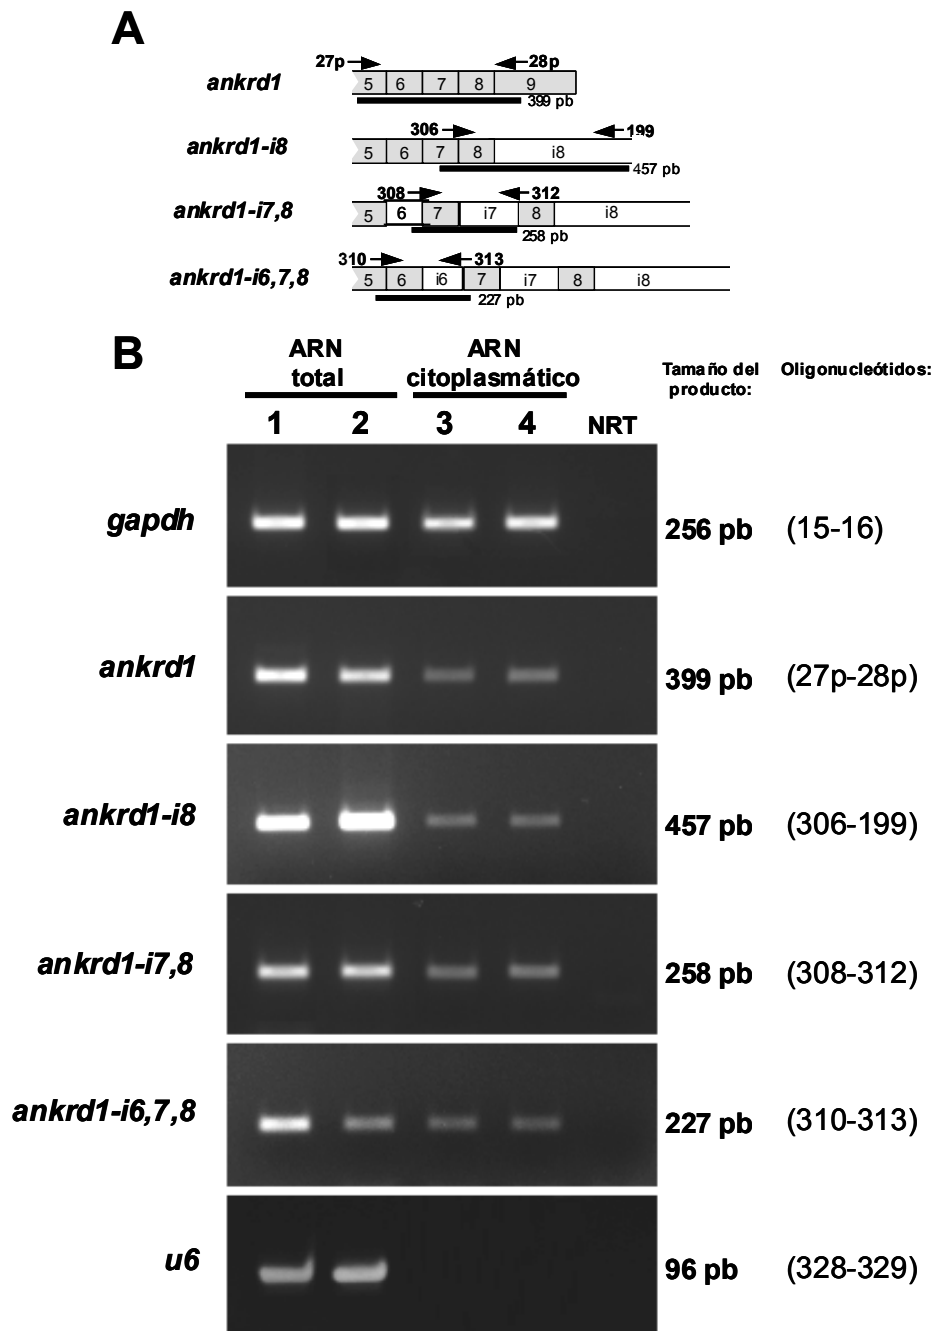 A
27p 28p
ankrd1 5 6 7 8 9
399 pb
306 199
ankrd1-i8 5 6 7 8 i8
457 pb
308 312
ankrd1-i7,8 5 6 7 i7 8 i8
258 pb
310 313
ankrd1-i6,7,8 5 6 i6 7 i7 8 i8
227 pb
B
ARN total
ARN citoplasmático
Tamaño del producto:
Oligonucleótidos:
1 2 3 4 NRT
gapdh 256 pb (15-16)
ankrd1 399 pb (27p-28p)
ankrd1-i8 457 pb (306-199)
ankrd1-i7,8 258 pb (308-312)
ankrd1-i6,7,8 227 pb (310-313)
u6 96 pb (328-329)